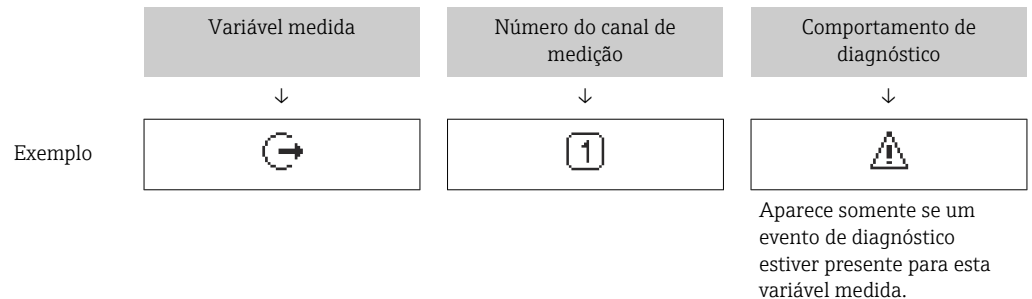 Variável medida
Número do canal de
medição
Comportamento de
diagnóstico
↓ ↓ ↓
Exemplo
1
Aparece somente se um
evento de diagnóstico
estiver presente para esta
variável medida.